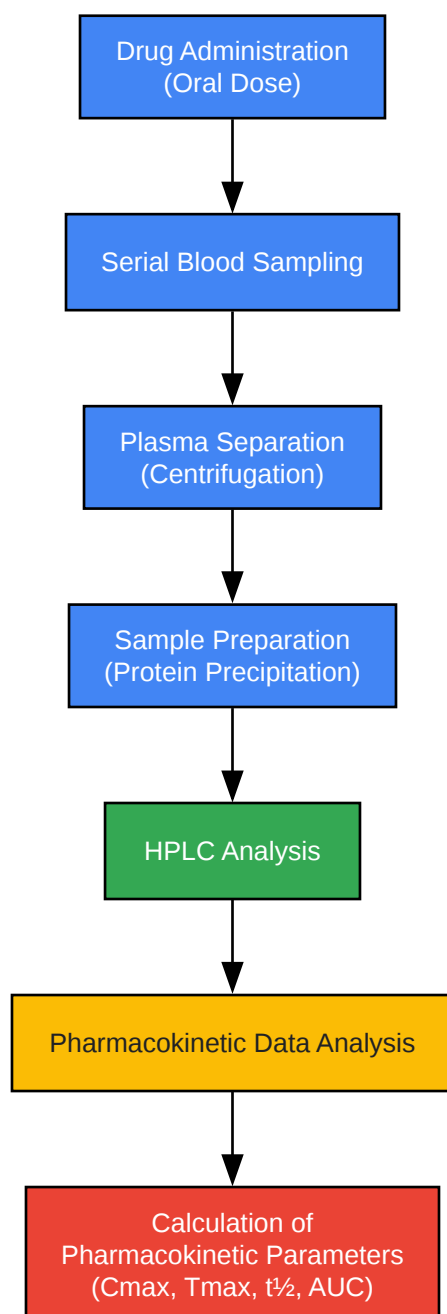 Drug Administration
(Oral Dose)
Serial Blood Sampling
Plasma Separation
(Centrifugation)
Sample Preparation
(Protein Precipitation)
HPLC Analysis
Pharmacokinetic Data Analysis
Calculation of
Pharmacokinetic Parameters
(Cmax, Tmax, t½, AUC)